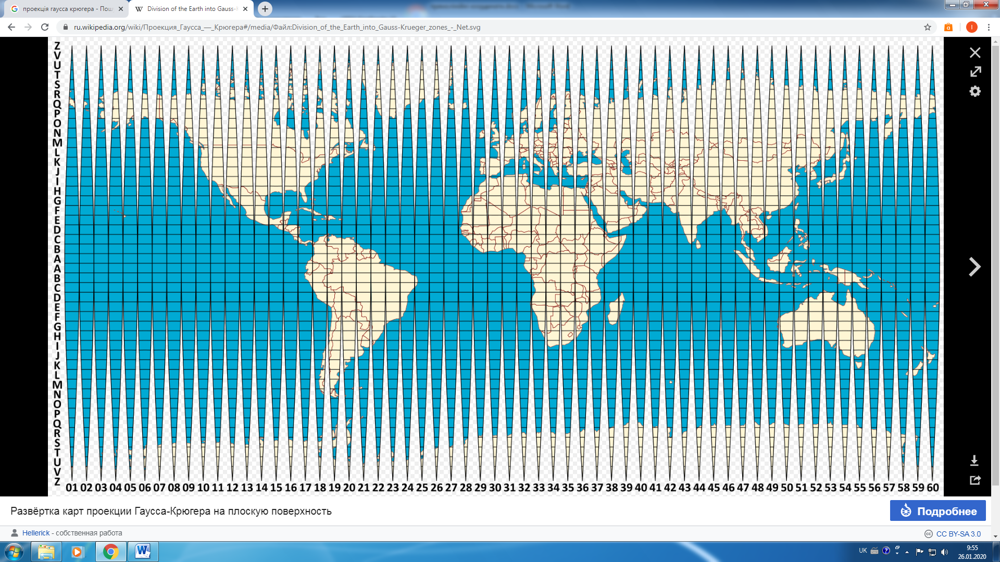 проекція гаусса крюгера - Пошу
Division of the Earth into Gauss-K
ru.wikipedia.org/wiki/Проекция_Гаусса_—_Крюгера#/media/Файл:Division_of_the_Earth_into_Gauss-Krueger_zones_-_Net.svg
Z
V
U
T
S
R
Q
P
O
N
M
L
K
J
I
H
G
F
E
D
C
B
A
A
B
C
D
E
F
G
H
I
J
K
L
M
N
O
P
Q
R
S
T
U
V
Z
01 02 03 04 05 06 07 08 09 10 11 12 13 14 15 16 17 18 19 20 21 22 23 24 25 26 27 28 29 30 31 32 33 34 35 36 37 38 39 40 41 42 43 44 45 46 47 48 49 50 51 52 53 54 55 56 57 58 59 60
Развёртка карт проекции Гаусса-Крюгера на плоскую поверхность
Подробнее
Hellerick - собственная работа
CC BY-SA 3.0
UK
9:55
26.01.2020